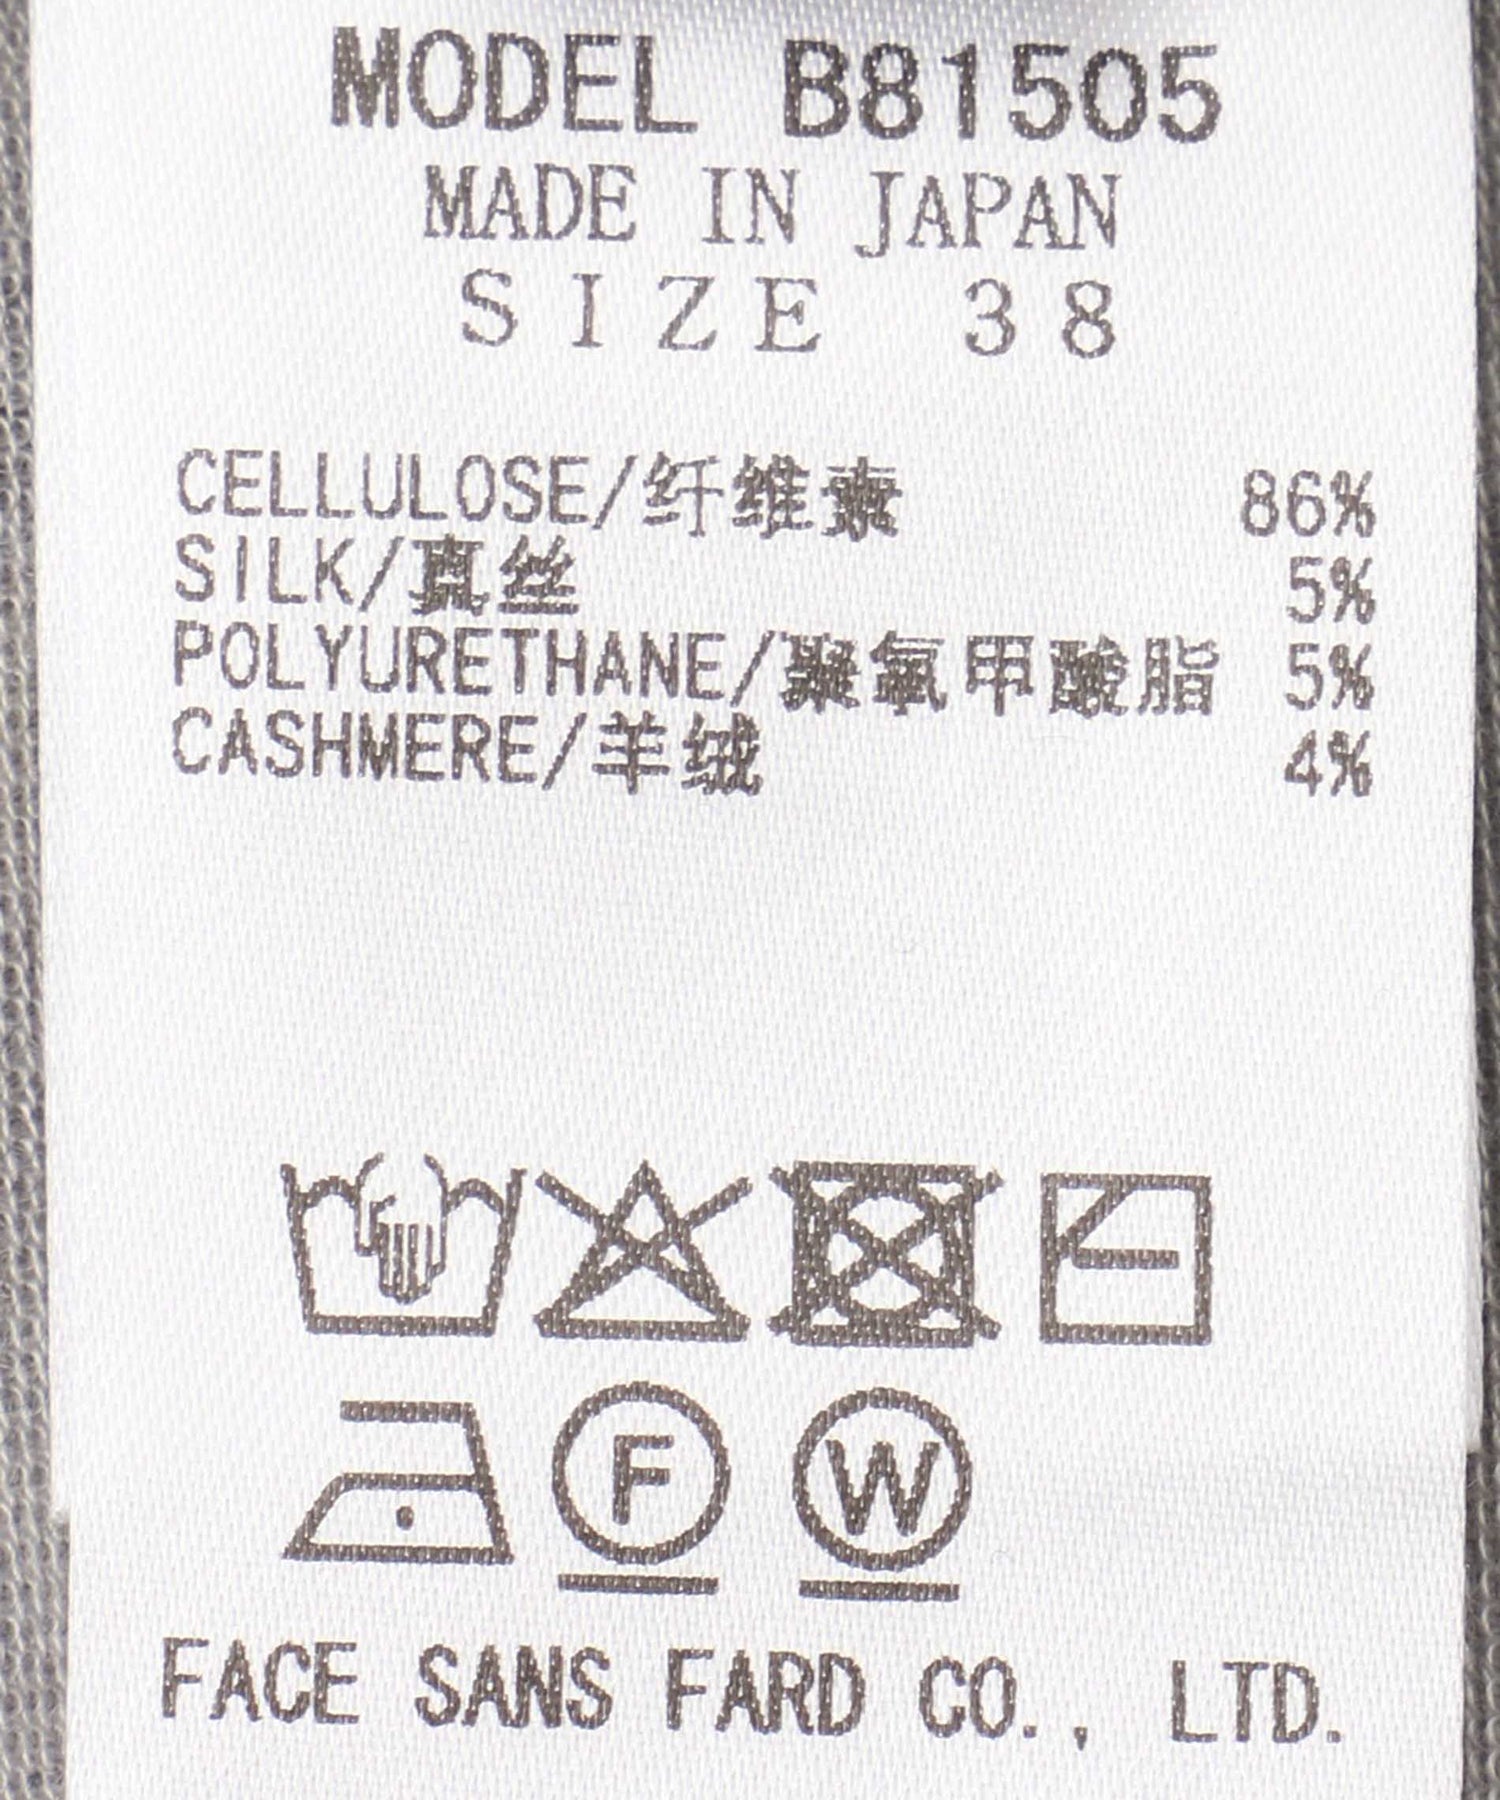 MODEL B81505
MADE IN JAPAN
SIZE 38
CELLULOSE/纤维素 86%
SILK/真丝 5%
POLYURETHANE/聚氧甲酸脂 5%
CASHMERE/羊绒 4%
F W
FACE SANS FARD CO., LTD.